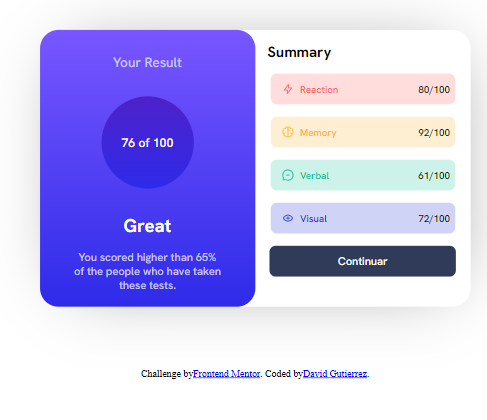 Your Result
76 of 100
Great
You scored higher than 65%
of the people who have taken
these tests.
Summary
Reaction 80/100
Memory 92/100
Verbal 61/100
Visual 72/100
Continuar
Challenge byFrontend Mentor. Coded byDavid Gutierrez.